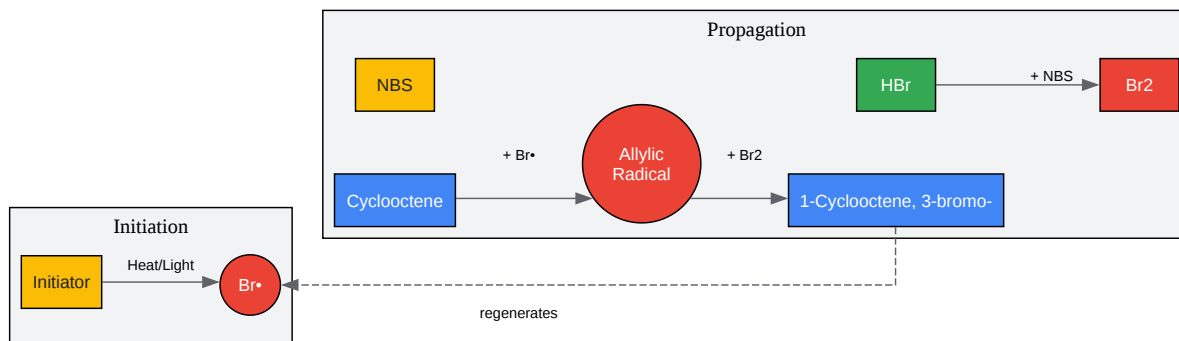 Propagation
NBS
HBr
+ NBS
Br2
+ Br•
Allylic
Radical
+ Br2
Cyclooctene
1-Cyclooctene, 3-bromo-
Initiation
Initiator
Heat/Light
Br•
regenerates